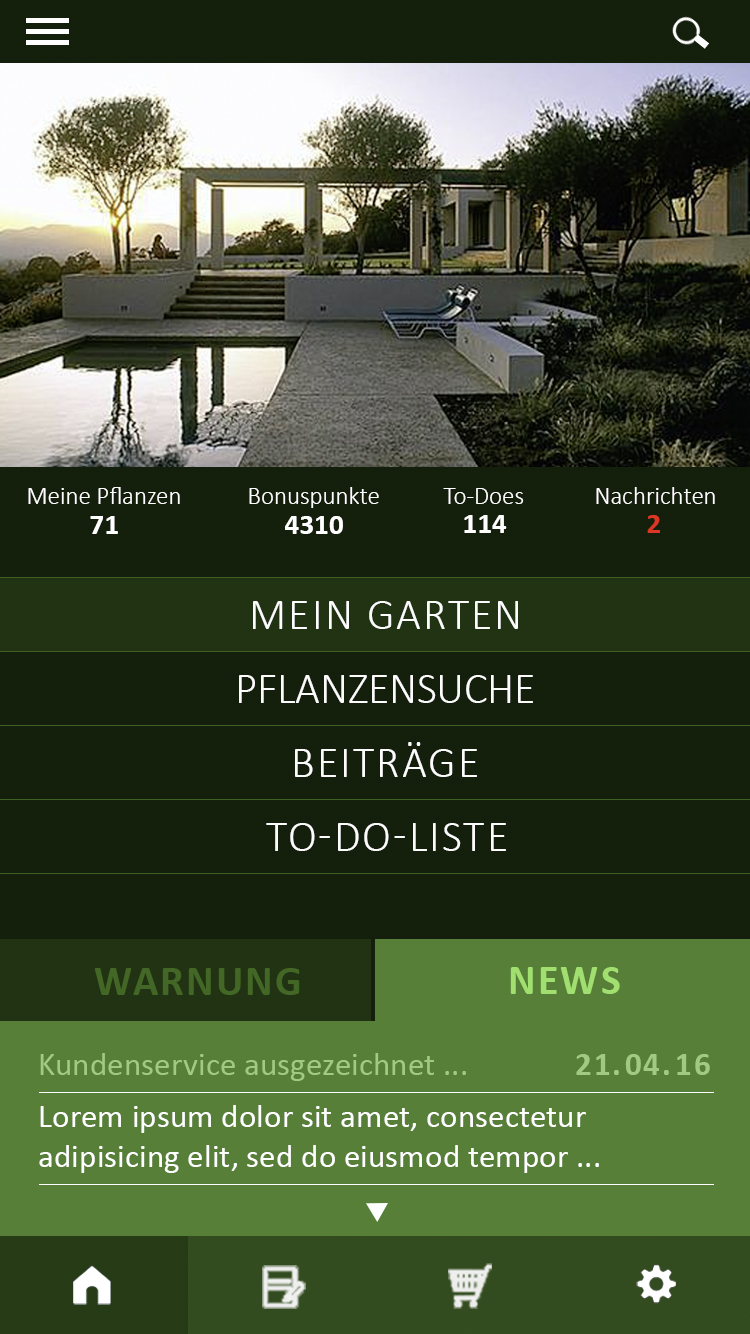 Meine Pflanzen Bonuspunkte To-Does Nachrichten
71 4310 114 2
MEIN GARTEN
PFLANZENSUCHE
BEITRÄGE
TO-DO-LISTE
WARNUNG NEWS
Kundenservice ausgezeichnet ... 21.04.16
Lorem ipsum dolor sit amet, consectetur
adipisicing elit, sed do eiusmod tempor ...